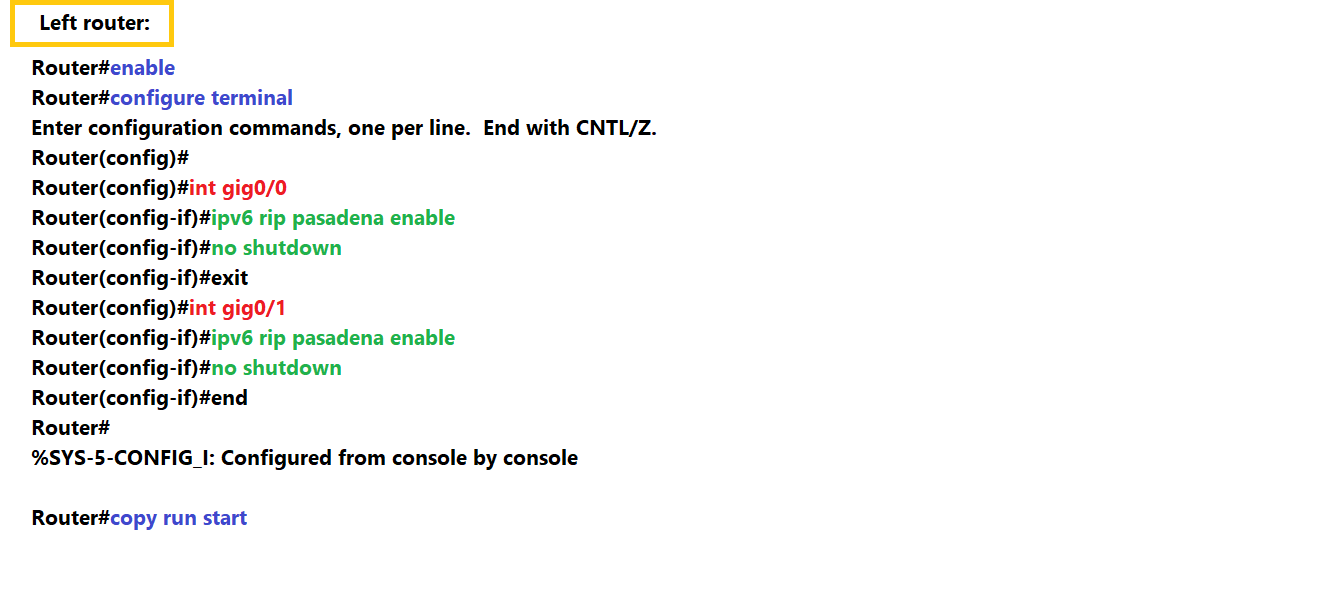 Left router:
Router#enable
Router#configure terminal
Enter configuration commands, one per line.  End with CNTL/Z.
Router(config)#
Router(config)#int gig0/0
Router(config-if)#ipv6 rip pasadena enable
Router(config-if)#no shutdown
Router(config-if)#exit
Router(config)#int gig0/1
Router(config-if)#ipv6 rip pasadena enable
Router(config-if)#no shutdown
Router(config-if)#end
Router#
%SYS-5-CONFIG_I: Configured from console by console
Router#copy run start